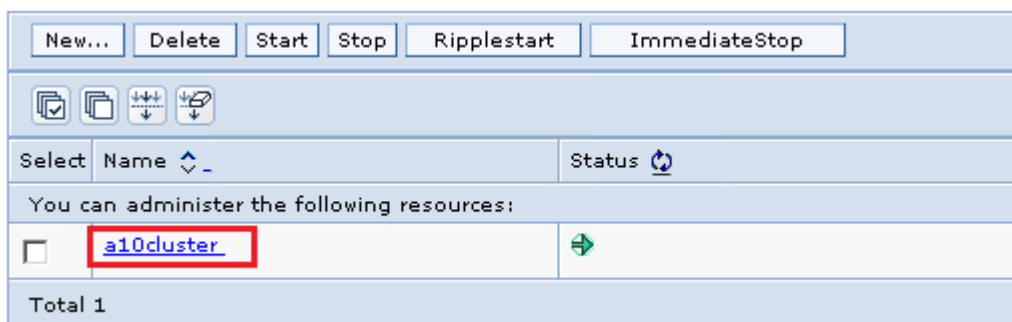 New... Delete Start Stop Ripplestart ImmediateStop
Select Name Status
You can administer the following resources:
a10cluster
Total 1